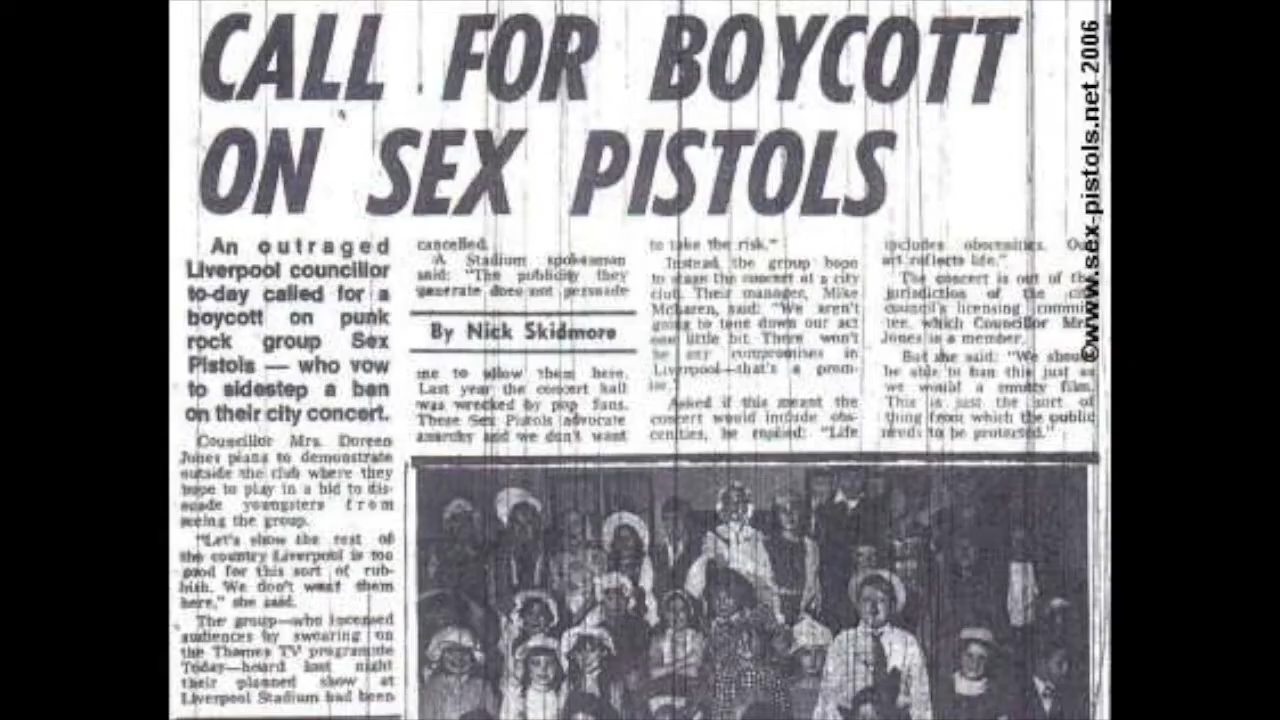 CALL FOR BOYCOTT
ON SEX PISTOLS
An outraged
Liverpool councillor
to-day called for a
boycott on punk
rock group Sex
Pistols — who vow
to sidestep a ban
on their city concert.
Councillor Mrs. Doreen
Jones plans to demonstrate
outside the club where they
hope to play in a bid to dis-
suade youngsters from
seeing the group.
"Let's show the rest of
the country Liverpool is too
good for this sort of rub-
bish. We don't want them
here," she said.
The group—who incensed
audiences by swearing on
the Thames TV programme
Today—heard last night
their planned show at
Liverpool Stadium had been
cancelled.
A Stadium spokesman
said: "The publicity they
generate does not persuade
By Nick Skidmore
me to allow them here.
Last year the concert hall
was wrecked by pop fans.
These Sex Pistols advocate
anarchy and we don't want
to take the risk."
Instead, the group hope
to stage the concert at a city
club. Their manager, Mike
McLaren, said: "We aren't
going to tone down our act
one little bit. There won't
be any compromises in
Liverpool—that's a prom-
ise.
Asked if this meant the
concert would include obs-
cenities, he replied: "Life
includes obscenities. Our
art reflects life."
The concert is out of the
jurisdiction of the city
council's licensing commit-
tee, which Councillor Mrs.
Jones is a member.
But she said: "We should
be able to ban this just as
we would a smutty film.
This is just the sort of
thing from which the public
needs to be protected."
©www.sex-pistols.net 2006